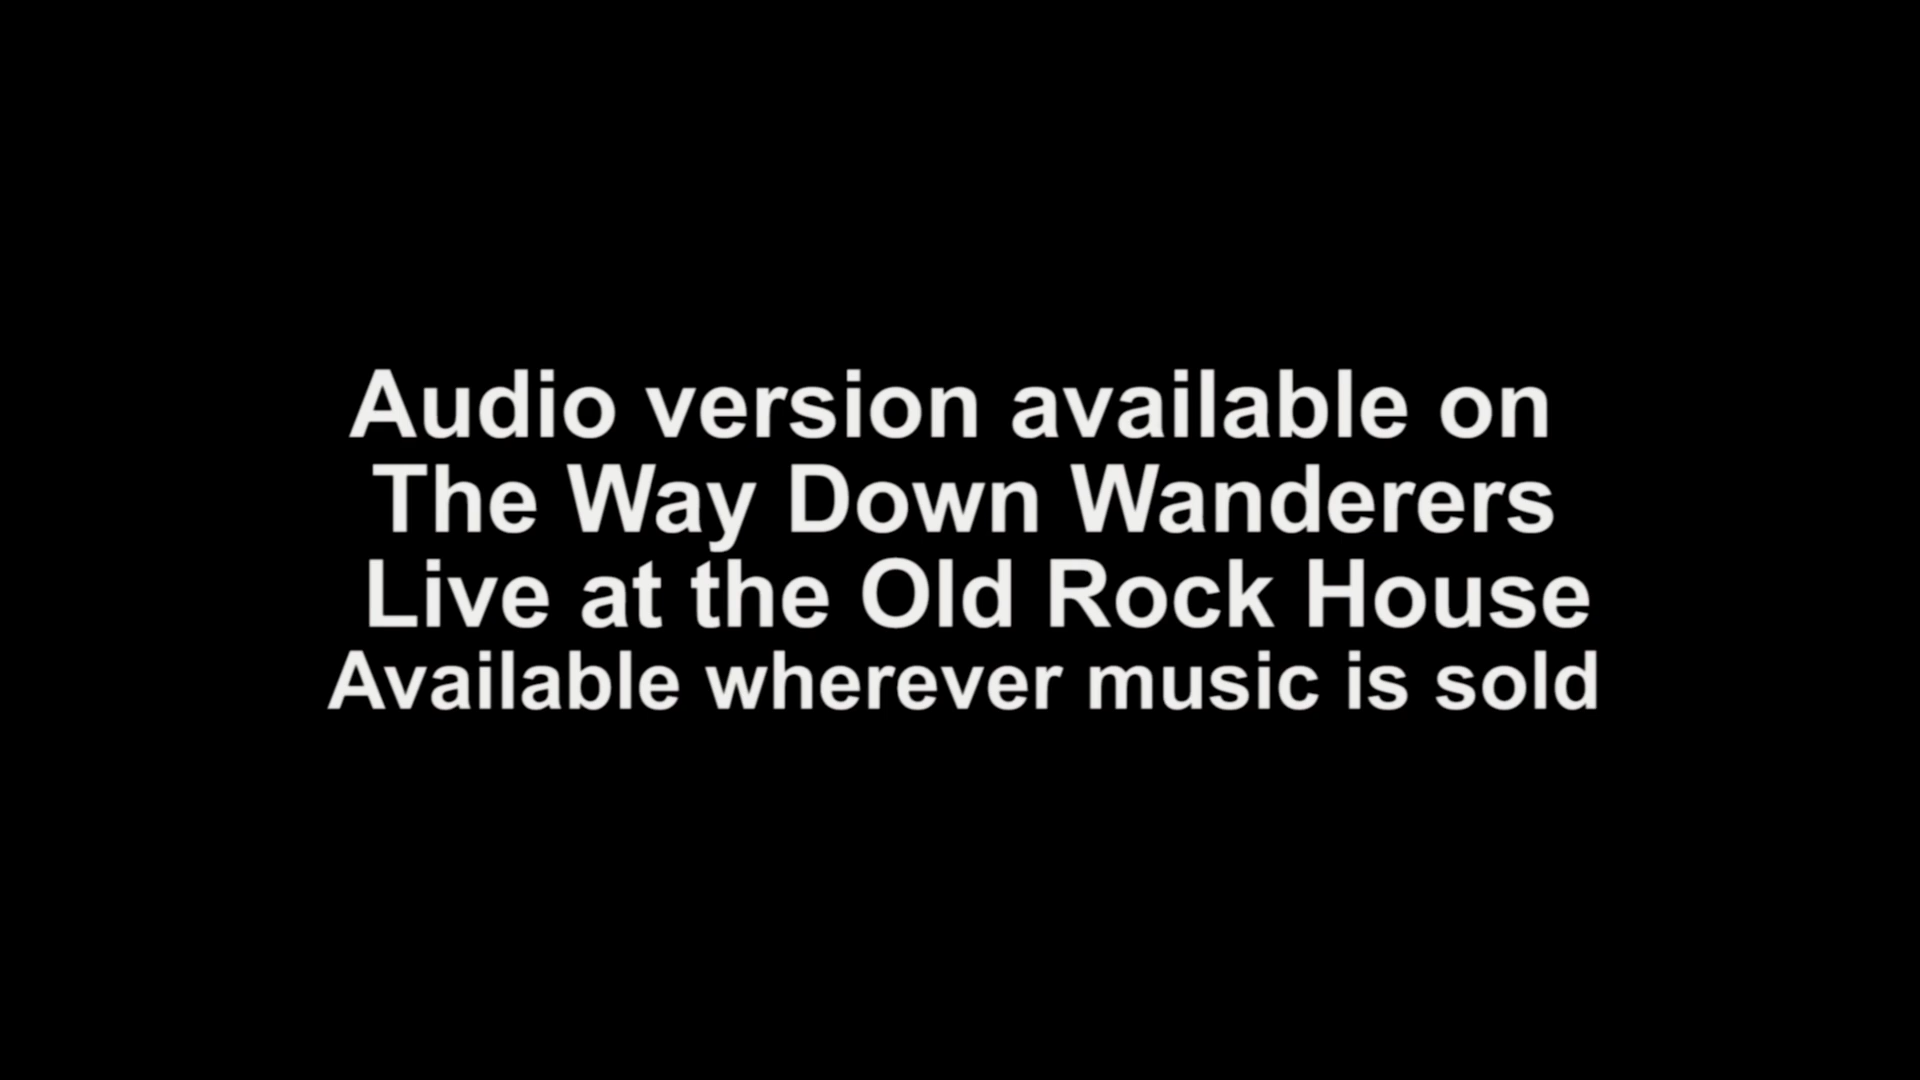 Audio version available on
The Way Down Wanderers
Live at the Old Rock House
Available wherever music is sold